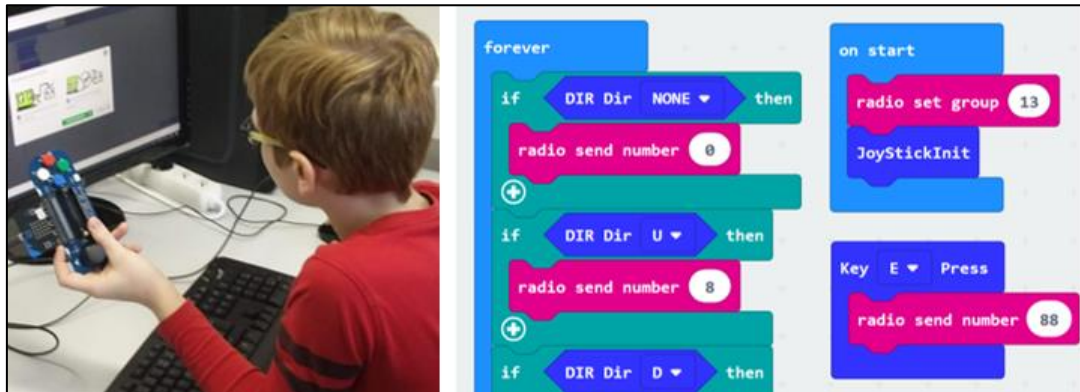 forever
if DIR Dir NONE then
radio send number 0
if DIR Dir U then
radio send number 8
if DIR Dir D then
on start
radio set group 13
JoyStickInit
Key E Press
radio send number 88